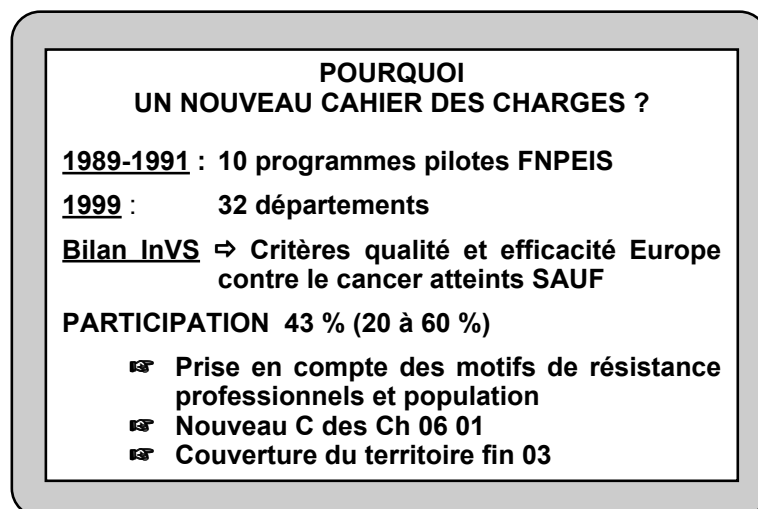 POURQUOI
UN NOUVEAU CAHIER DES CHARGES ?
1989-1991 : 10 programmes pilotes FNPEIS
1999 : 32 départements
Bilan InVS ⇨ Critères qualité et efficacité Europe
contre le cancer atteints SAUF
PARTICIPATION 43 % (20 à 60 %)
☞ Prise en compte des motifs de résistance
professionnels et population
☞ Nouveau C des Ch 06 01
☞ Couverture du territoire fin 03